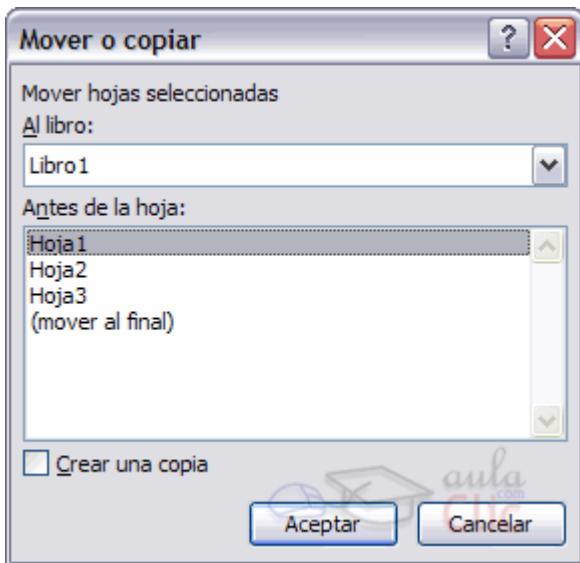 Mover o copiar
Mover hojas seleccionadas
Al libro:
Libro1
Antes de la hoja:
Hoja1
Hoja2
Hoja3
(mover al final)
Crear una copia
aula
Clic
.com
Aceptar
Cancelar